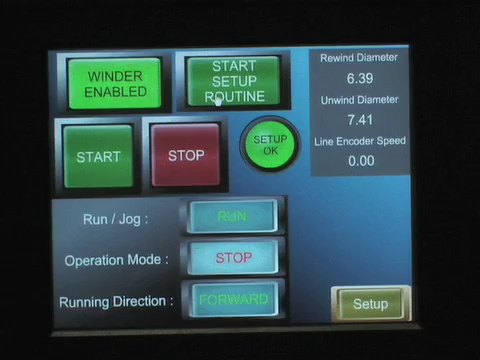 WINDER
ENABLED
START
SETUP
ROUTINE
Rewind Diameter
6.39
Unwind Diameter
7.41
Line Encoder Speed
0.00
START
STOP
SETUP
OK
Run / Jog :
RUN
Operation Mode :
STOP
Running Direction :
FORWARD
Setup